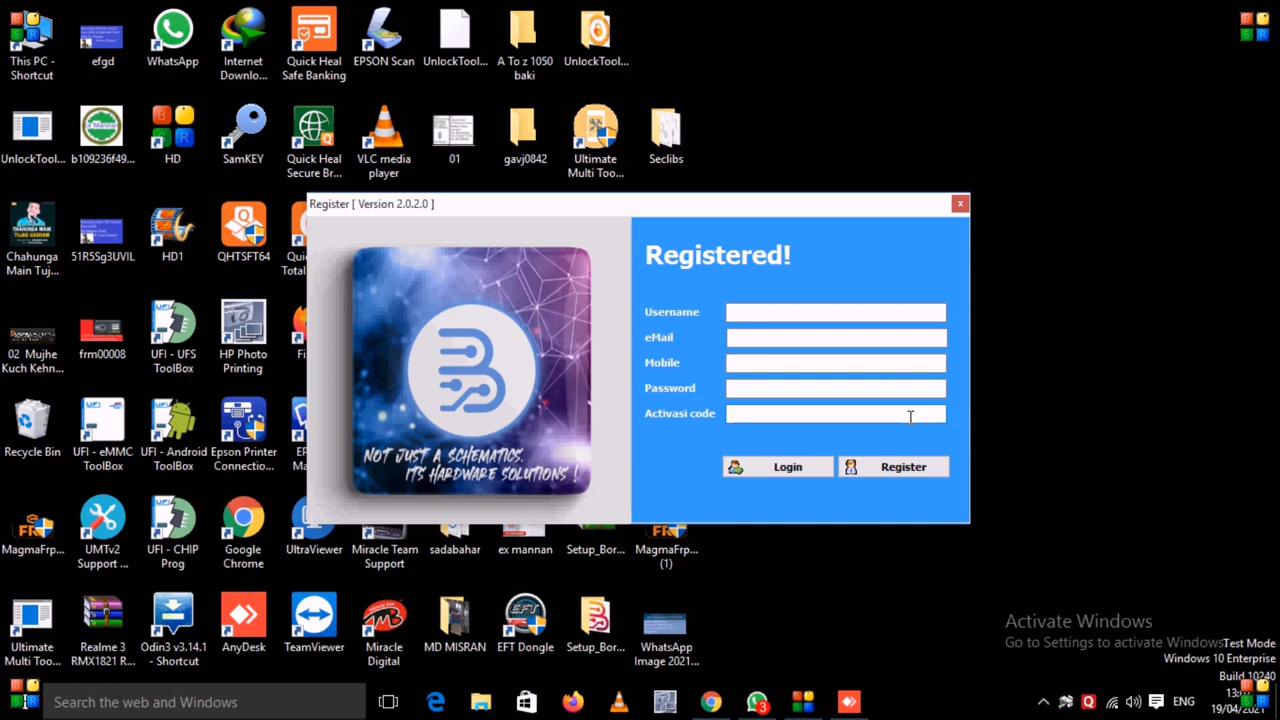 This PC -
Shortcut
efgd
WhatsApp
Internet
Downlo...
Quick Heal
Safe Banking
EPSON Scan
UnlockTool...
A To z 1050
baki
UnlockTool...
UnlockTool...
b109236f49...
HD
SamKEY
Quick Heal
Secure Br...
VLC media
player
01
gavj0842
Ultimate
Multi Too...
Seclibs
Register [ Version 2.0.2.0 ]
x
Registered!
Username
eMail
Mobile
Password
Activasi code
Login
Register
NOT JUST A SCHEMATICS.
ITS HARDWARE SOLUTIONS !
Chahunga
Main Tuj...
51R5Sg3UVIL
HD1
QHTSFT64
02 Mujhe
Kuch Kehn...
frm00008
UFI - UFS
ToolBox
HP Photo
Printing
Recycle Bin
UFI - eMMC
ToolBox
UFI - Android
ToolBox
Epson Printer
Connectio...
MagmaFrp...
UMTv2
Support ...
UFI - CHIP
Prog
Google
Chrome
UltraViewer
Miracle Team
Support
sadabahar
ex mannan
Setup_Bor...
MagmaFrp...
(1)
Ultimate
Multi Too...
Realme 3
RMX1821 R...
Odin3 v3.14.1
- Shortcut
AnyDesk
TeamViewer
Miracle
Digital
MD MISRAN
EFT Dongle
Setup_Bor...
WhatsApp
Image 2021...
Activate Windows
Go to Settings to activate Windows
Test Mode
Windows 10 Enterprise
Build 10240
Search the web and Windows
3
ENG